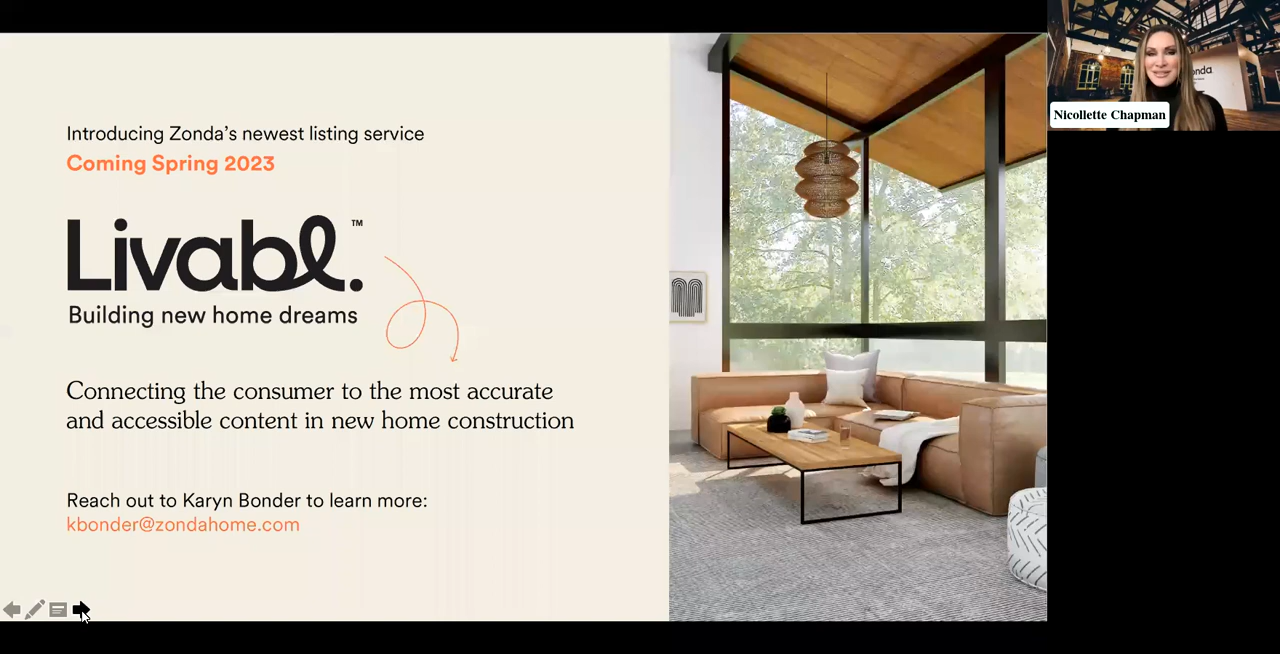 Introducing Zonda's newest listing service
Coming Spring 2023
Livabl.™
Building new home dreams
Connecting the consumer to the most accurate
and accessible content in new home construction
Reach out to Karyn Bonder to learn more:
kbonder@zondahome.com
onda.
Nicollette Chapman